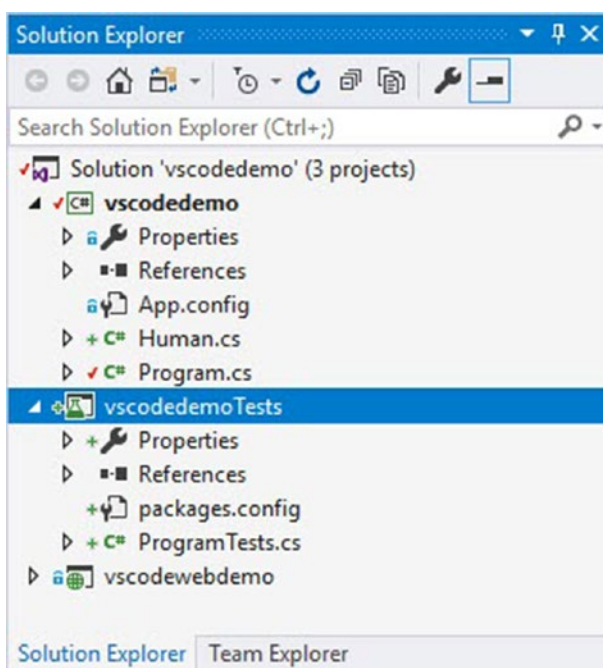 Solution Explorer
Search Solution Explorer (Ctrl+;)
Solution 'vscodedemo' (3 projects)
C# vscodedemo
Properties
References
App.config
C# Human.cs
C# Program.cs
vscodedemoTests
Properties
References
packages.config
C# ProgramTests.cs
vscodewebdemo
Solution Explorer Team Explorer